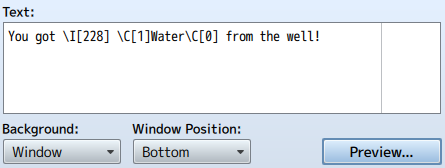 Text:
You got \I[228] \C[1]Water\C[0] from the well!
Background: Window Position:
Window Bottom Preview...